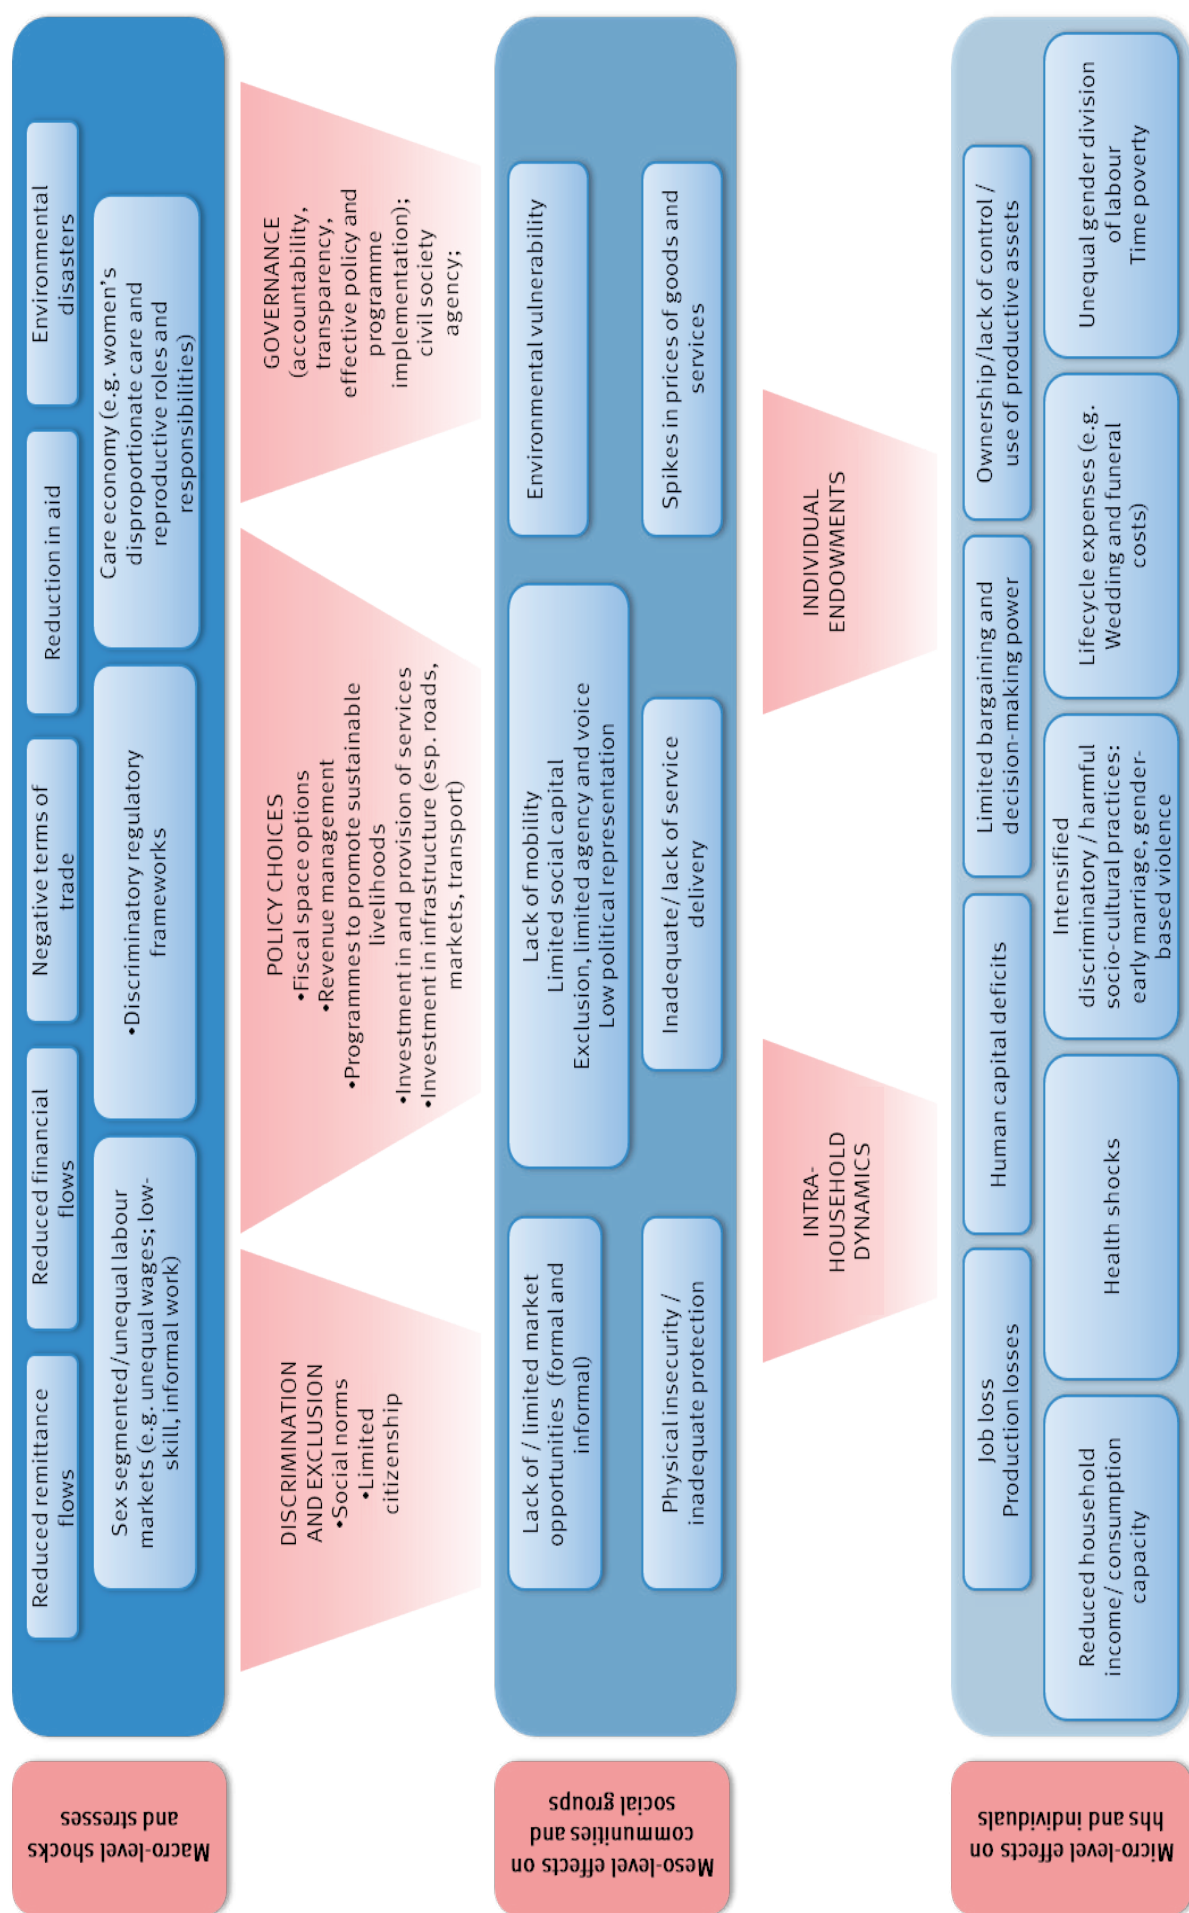 Macro-level shocks
and stresses
Reduced remittance
flows
Reduced financial
flows
Negative terms of
trade
Reduction in aid
Environmental
disasters
Sex segmented/unequal labour
markets (e.g. unequal wages; low-
skill, informal work)
•Discriminatory regulatory
frameworks
Care economy (e.g. women's
disproportionate care and
reproductive roles and
responsibilities)
DISCRIMINATION
AND EXCLUSION
•Social norms
•Limited
citizenship
POLICY CHOICES
•Fiscal space options
•Revenue management
•Programmes to promote sustainable
livelihoods
•Investment in and provision of services
•Investment in infrastructure (esp. roads,
markets, transport)
GOVERNANCE
(accountability,
transparency,
effective policy and
programme
implementation);
civil society
agency;
Meso-level effects on
communities and
social groups
Lack of / limited market
opportunities (formal and
informal)
Lack of mobility
Limited social capital
Exclusion, limited agency and voice
Low political representation
Environmental vulnerability
Physical insecurity /
inadequate protection
Inadequate/ lack of service
delivery
Spikes in prices of goods and
services
INTRA-
HOUSEHOLD
DYNAMICS
INDIVIDUAL
ENDOWMENTS
Micro-level effects on
hhs and individuals
Job loss
Production losses
Human capital deficits
Limited bargaining and
decision-making power
Ownership/lack of control /
use of productive assets
Reduced household
income/ consumption
capacity
Health shocks
Intensified
discriminatory / harmful
socio-cultural practices:
early marriage, gender-
based violence
Lifecycle expenses (e.g.
Wedding and funeral
costs)
Unequal gender division
of labour
Time poverty